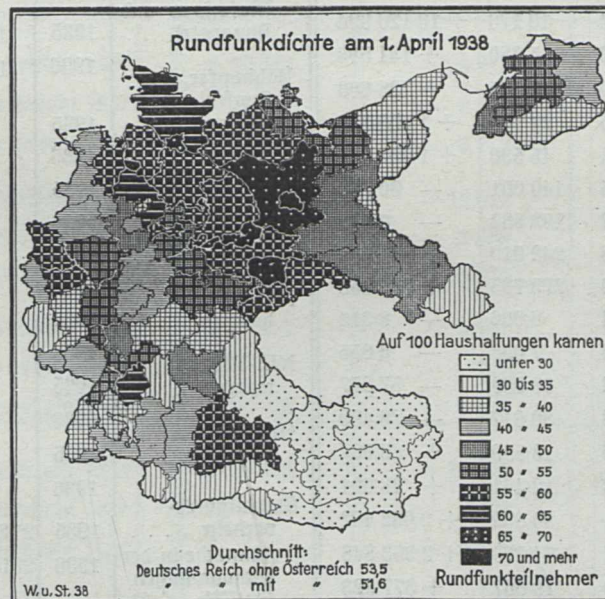 Rundfunkdichte am 1. April 1938
Auf 100 Haushaltungen kamen
unter 30
30 bis 35
35 " 40
40 " 45
45 " 50
50 " 55
55 " 60
60 " 65
65 " 70
70 und mehr
Rundfunkteilnehmer
Durchschnitt:
Deutsches Reich ohne Österreich 53,5
" " mit " 51,6
W. u. St. 38